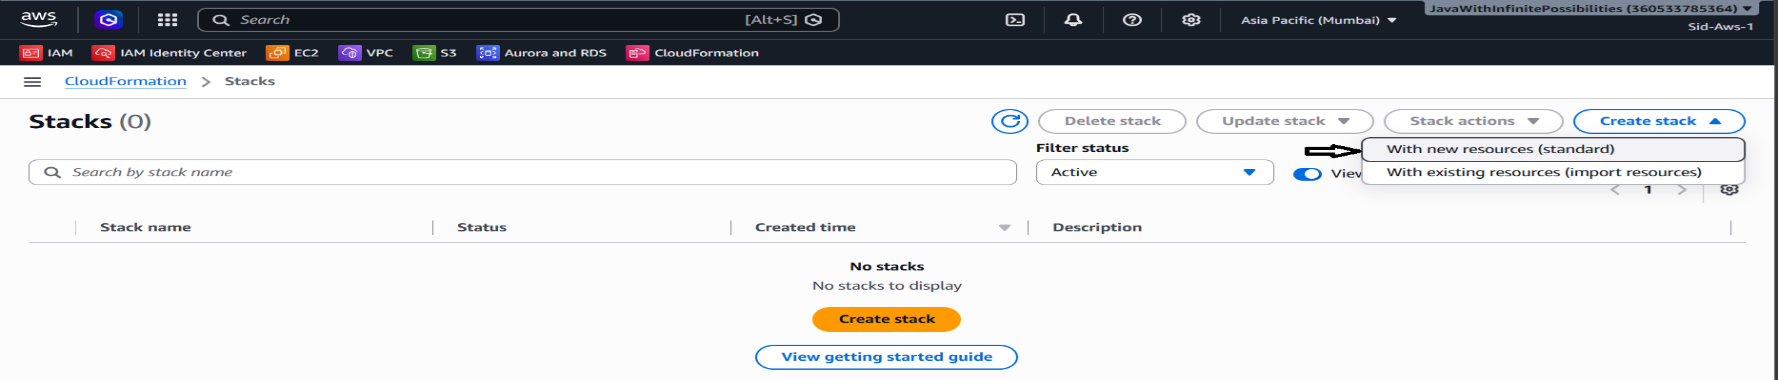 aws
Search [Alt+S]
Asia Pacific (Mumbai)
JavaWithInfinitePossibilities (360533785364)
Sid-Aws-1
IAM IAM Identity Center EC2 VPC S3 Aurora and RDS CloudFormation
CloudFormation > Stacks
Stacks (0)
Delete stack Update stack Stack actions Create stack
With new resources (standard)
With existing resources (import resources)
Filter status
Search by stack name
Active
< 1 >
Stack name Status Created time Description
No stacks
No stacks to display
Create stack
View getting started guide